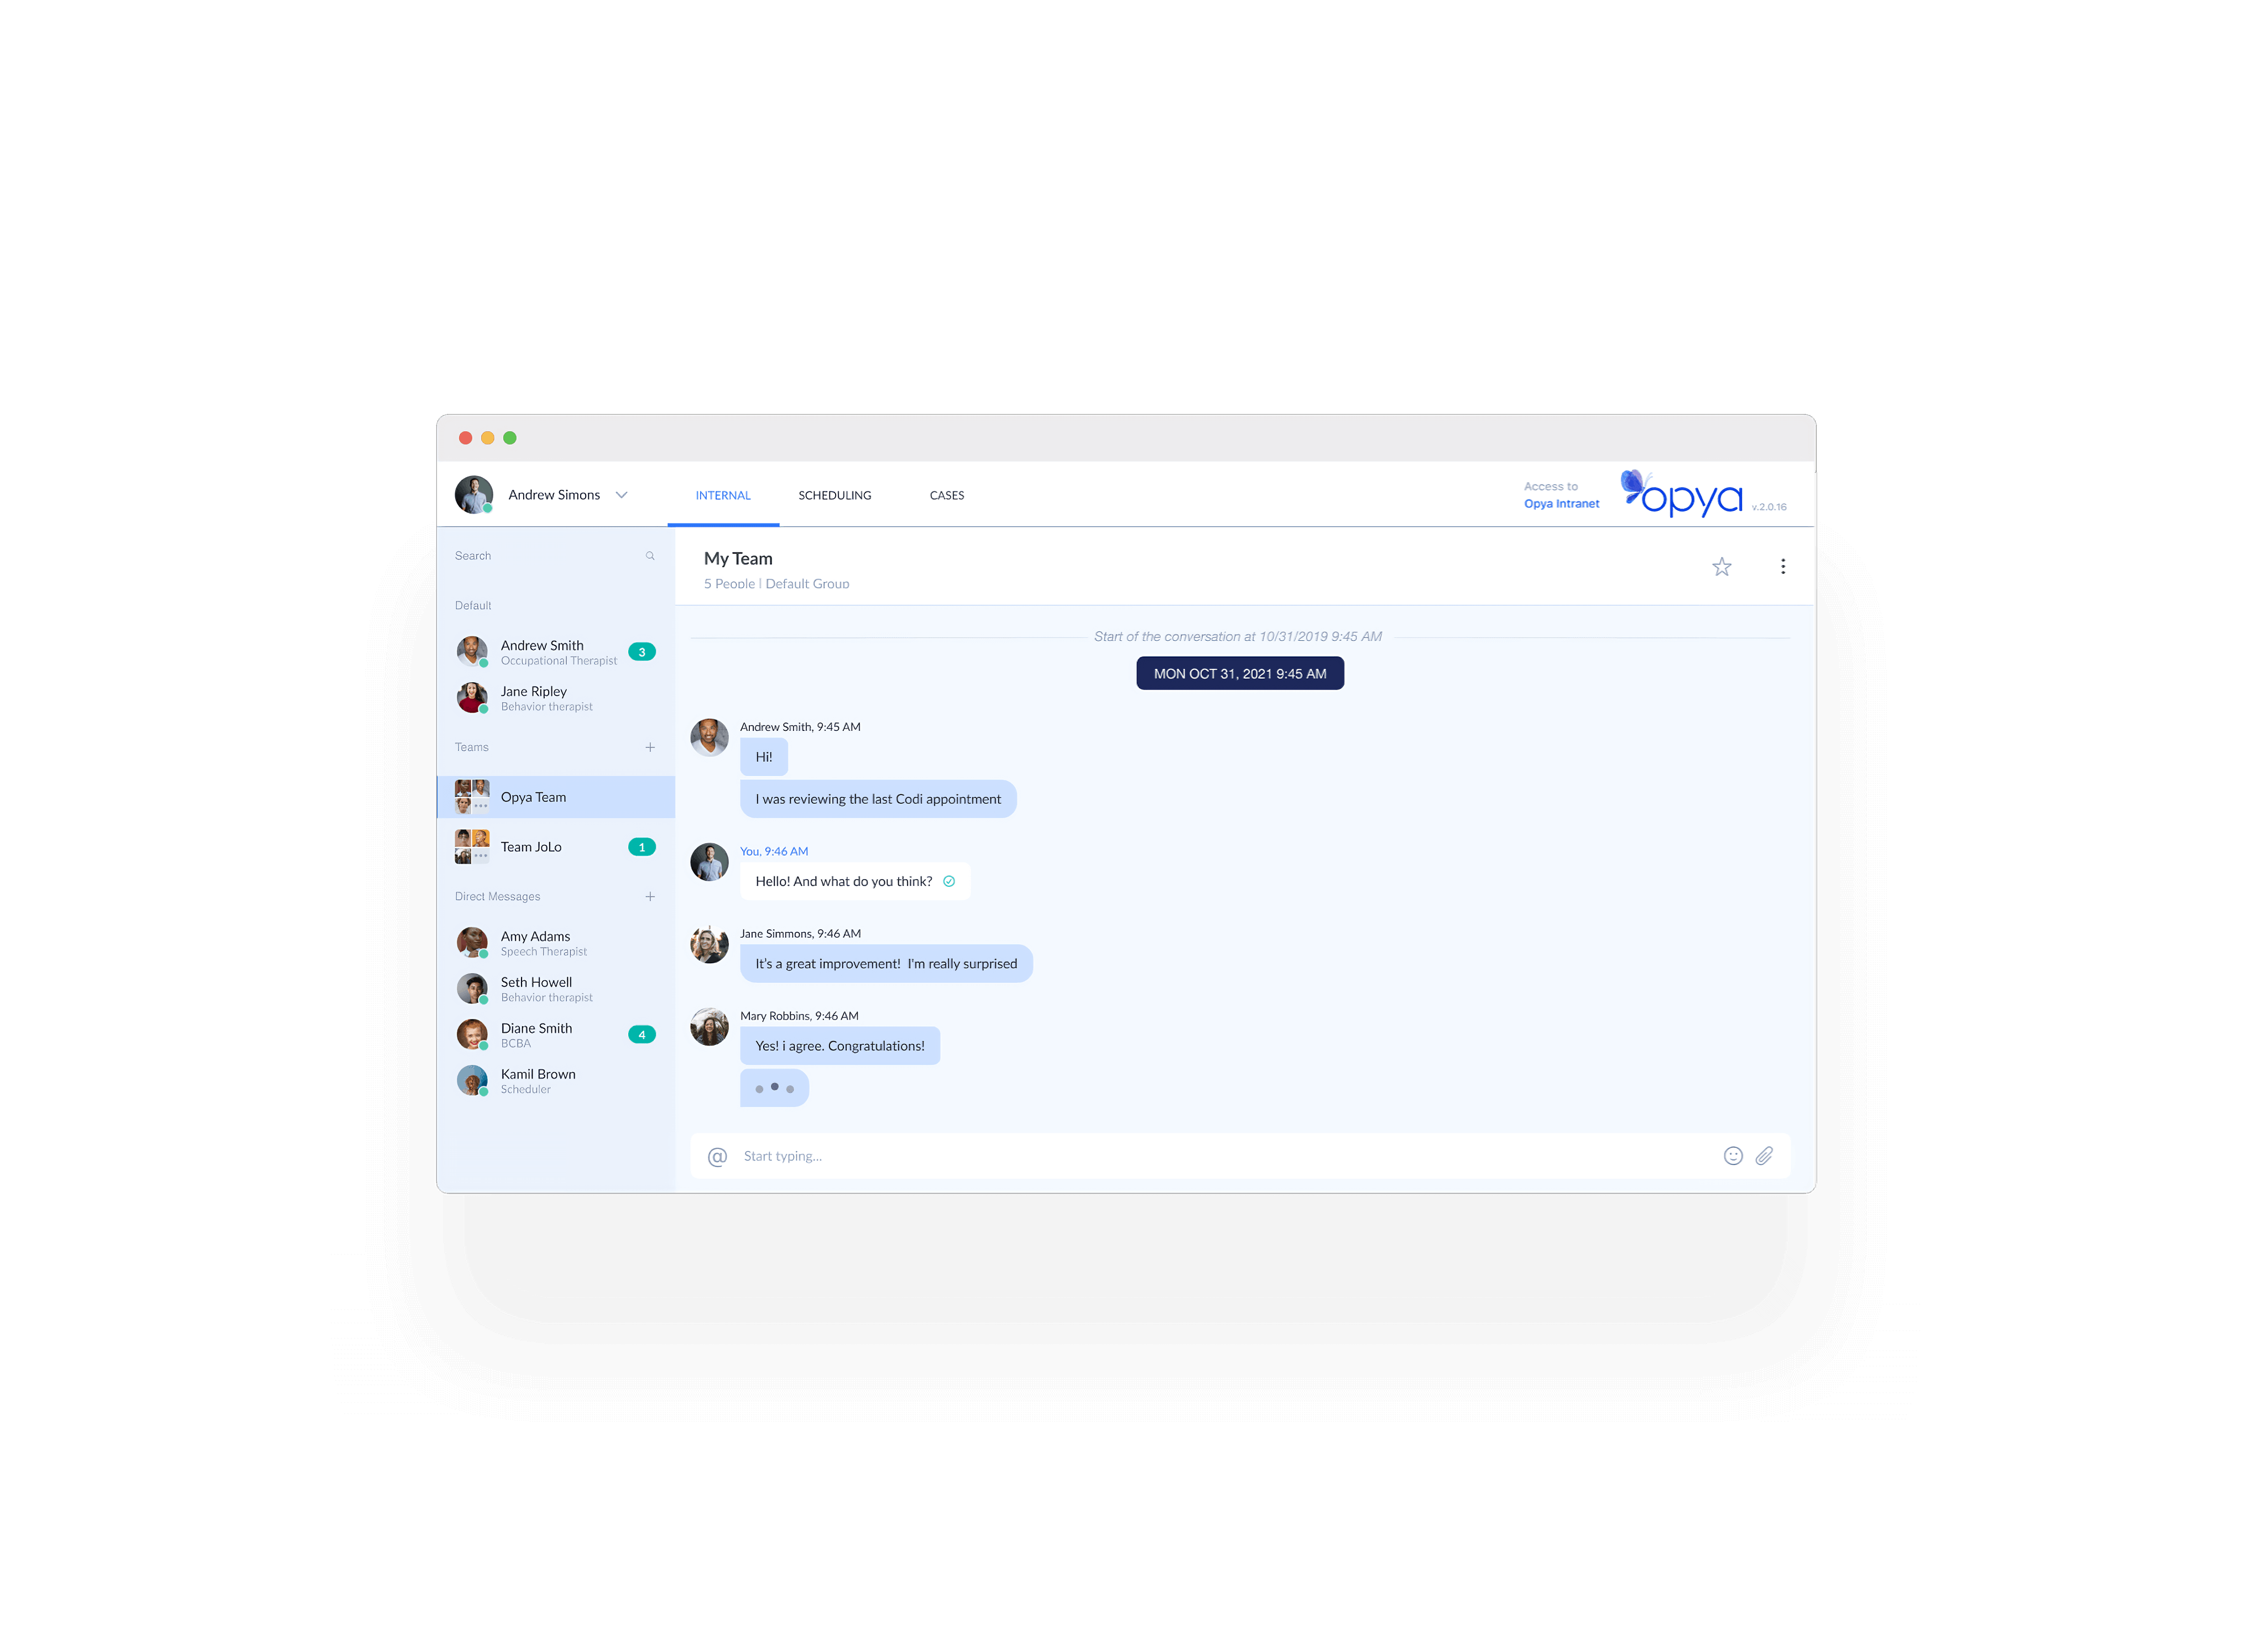 Andrew Simons
INTERNAL
SCHEDULING
CASES
Access to
Opya Intranet
opya
v.2.0.16
Search
Default
Andrew Smith
Occupational Therapist
3
Jane Ripley
Behavior therapist
Teams
Opya Team
Team JoLo
1
Direct Messages
Amy Adams
Speech Therapist
Seth Howell
Behavior therapist
Diane Smith
BCBA
4
Kamil Brown
Scheduler
My Team
5 People | Default Group
Start of the conversation at 10/31/2019 9:45 AM
MON OCT 31, 2021 9:45 AM
Andrew Smith, 9:45 AM
Hi!
I was reviewing the last Codi appointment
You, 9:46 AM
Hello! And what do you think?
Jane Simmons, 9:46 AM
It's a great improvement!  I'm really surprised
Mary Robbins, 9:46 AM
Yes! i agree. Congratulations!
@ Start typing...